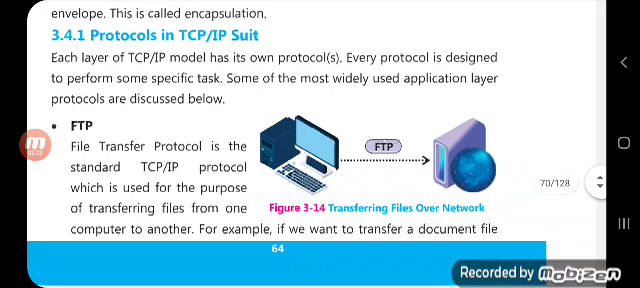 envelope. This is called encapsulation.
3.4.1 Protocols in TCP/IP Suit
Each layer of TCP/IP model has its own protocol(s). Every protocol is designed
to perform some specific task. Some of the most widely used application layer
protocols are discussed below.
• FTP
File Transfer Protocol is the
standard TCP/IP protocol
which is used for the purpose
of transferring files from one
computer to another. For example, if we want to transfer a document file
FTP
Figure 3-14 Transferring Files Over Network
64
02:33
70/128
Recorded by Mobizen